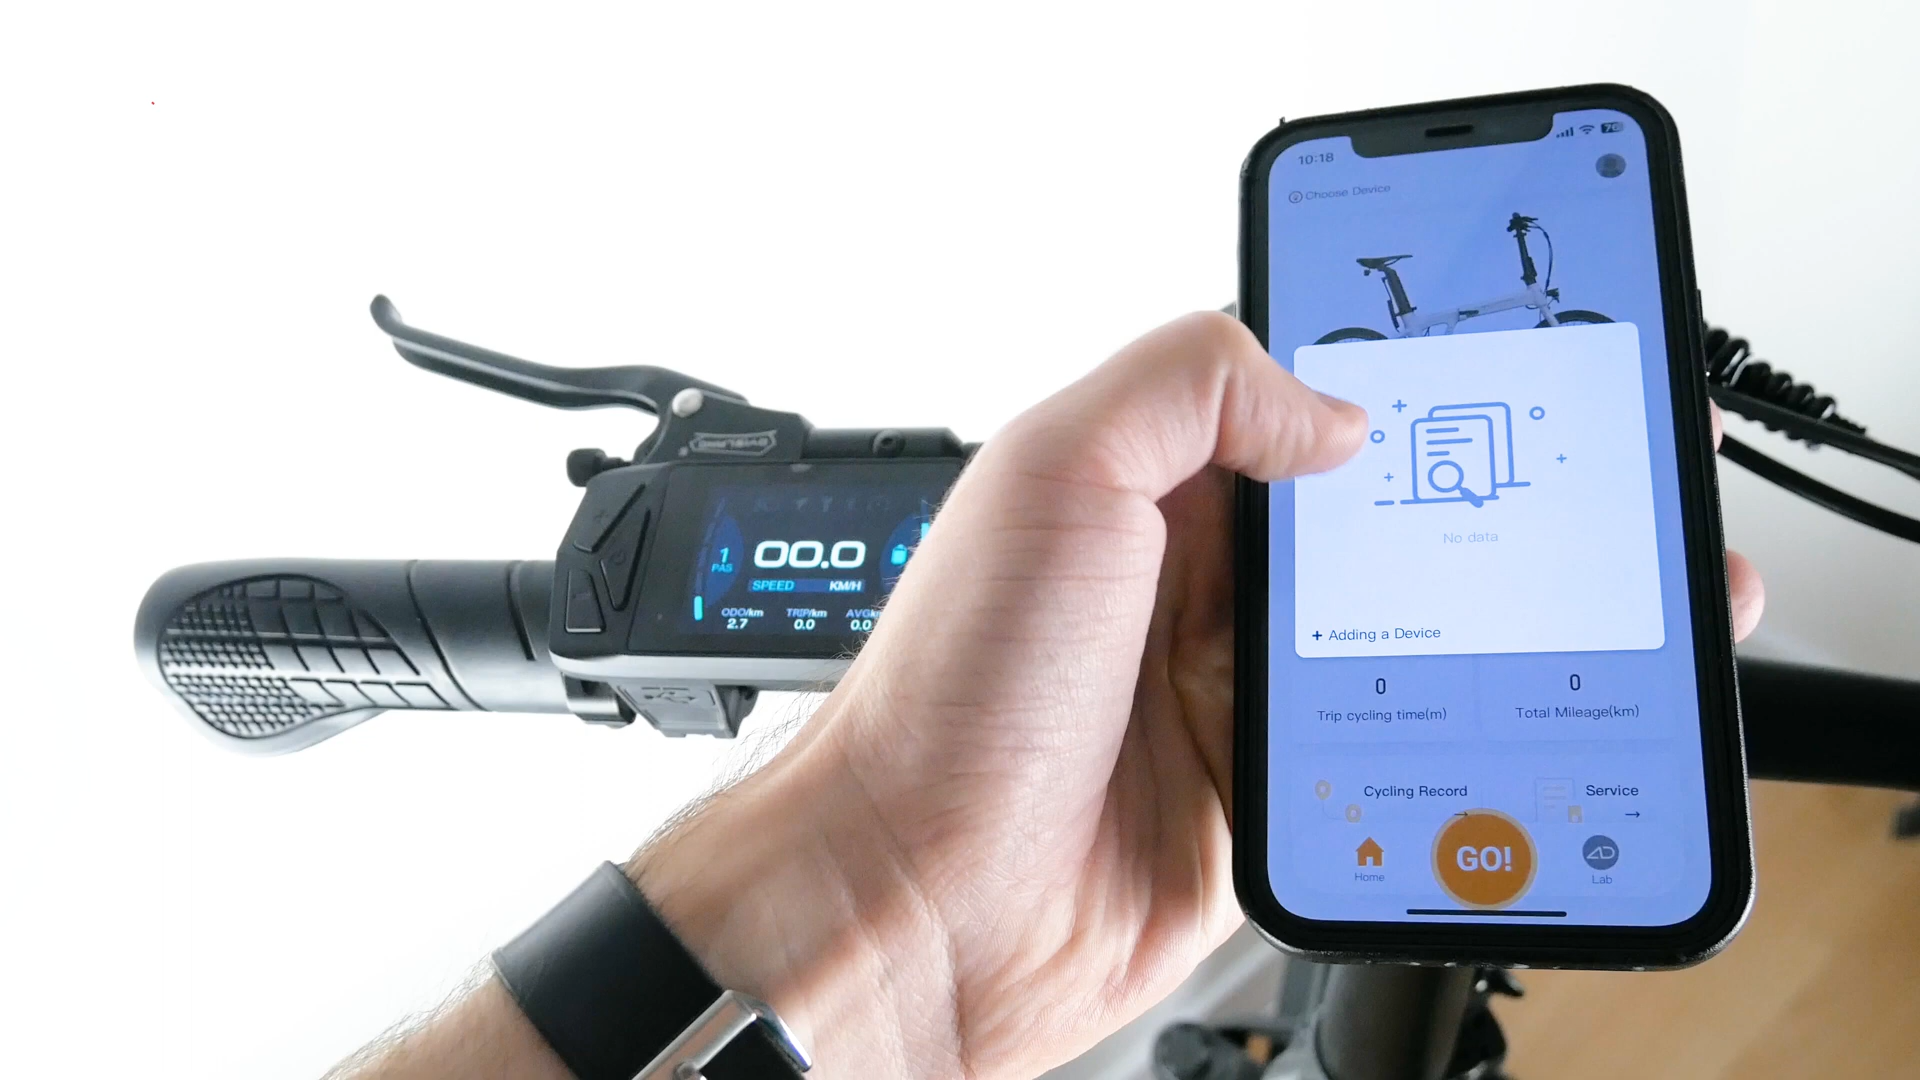 10:18
76
Choose Device
No data
+ Adding a Device
0
Trip cycling time(m)
0
Total Mileage(km)
Cycling Record
Service
GO!
Home
Lab
1
PAS
00.0
SPEED KM/H
ODO/km TRIP/km
2.7 0.0 0.0